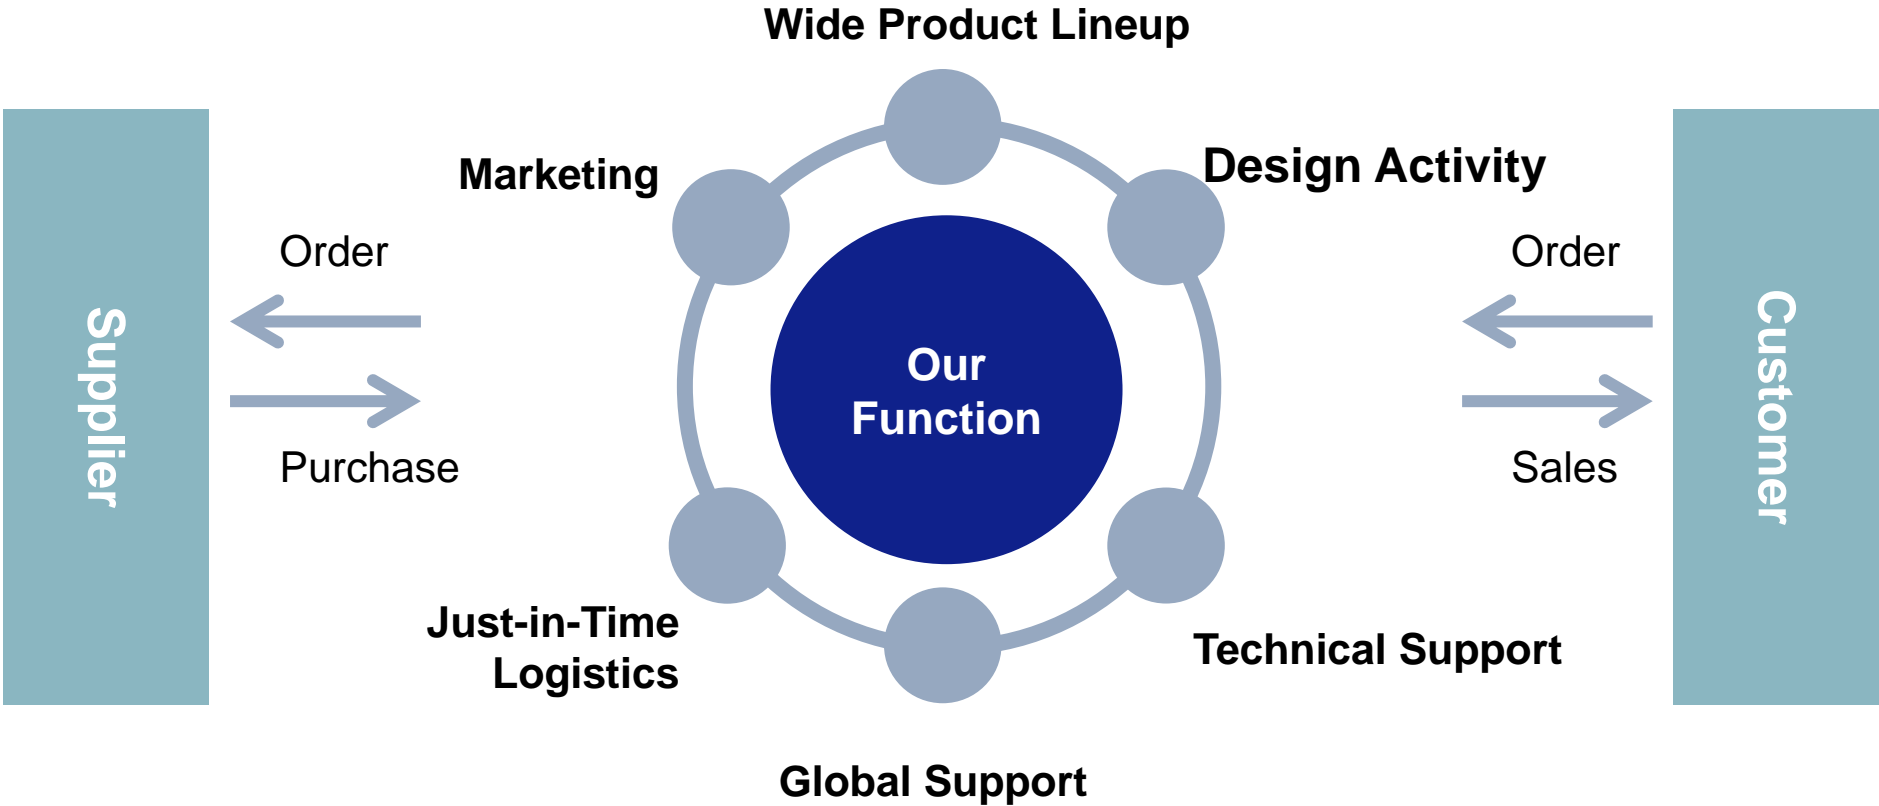 Wide Product Lineup
Marketing
Design Activity
Order
Order
Supplier
Our
Function
Customer
Purchase
Sales
Just-in-Time
Logistics
Technical Support
Global Support